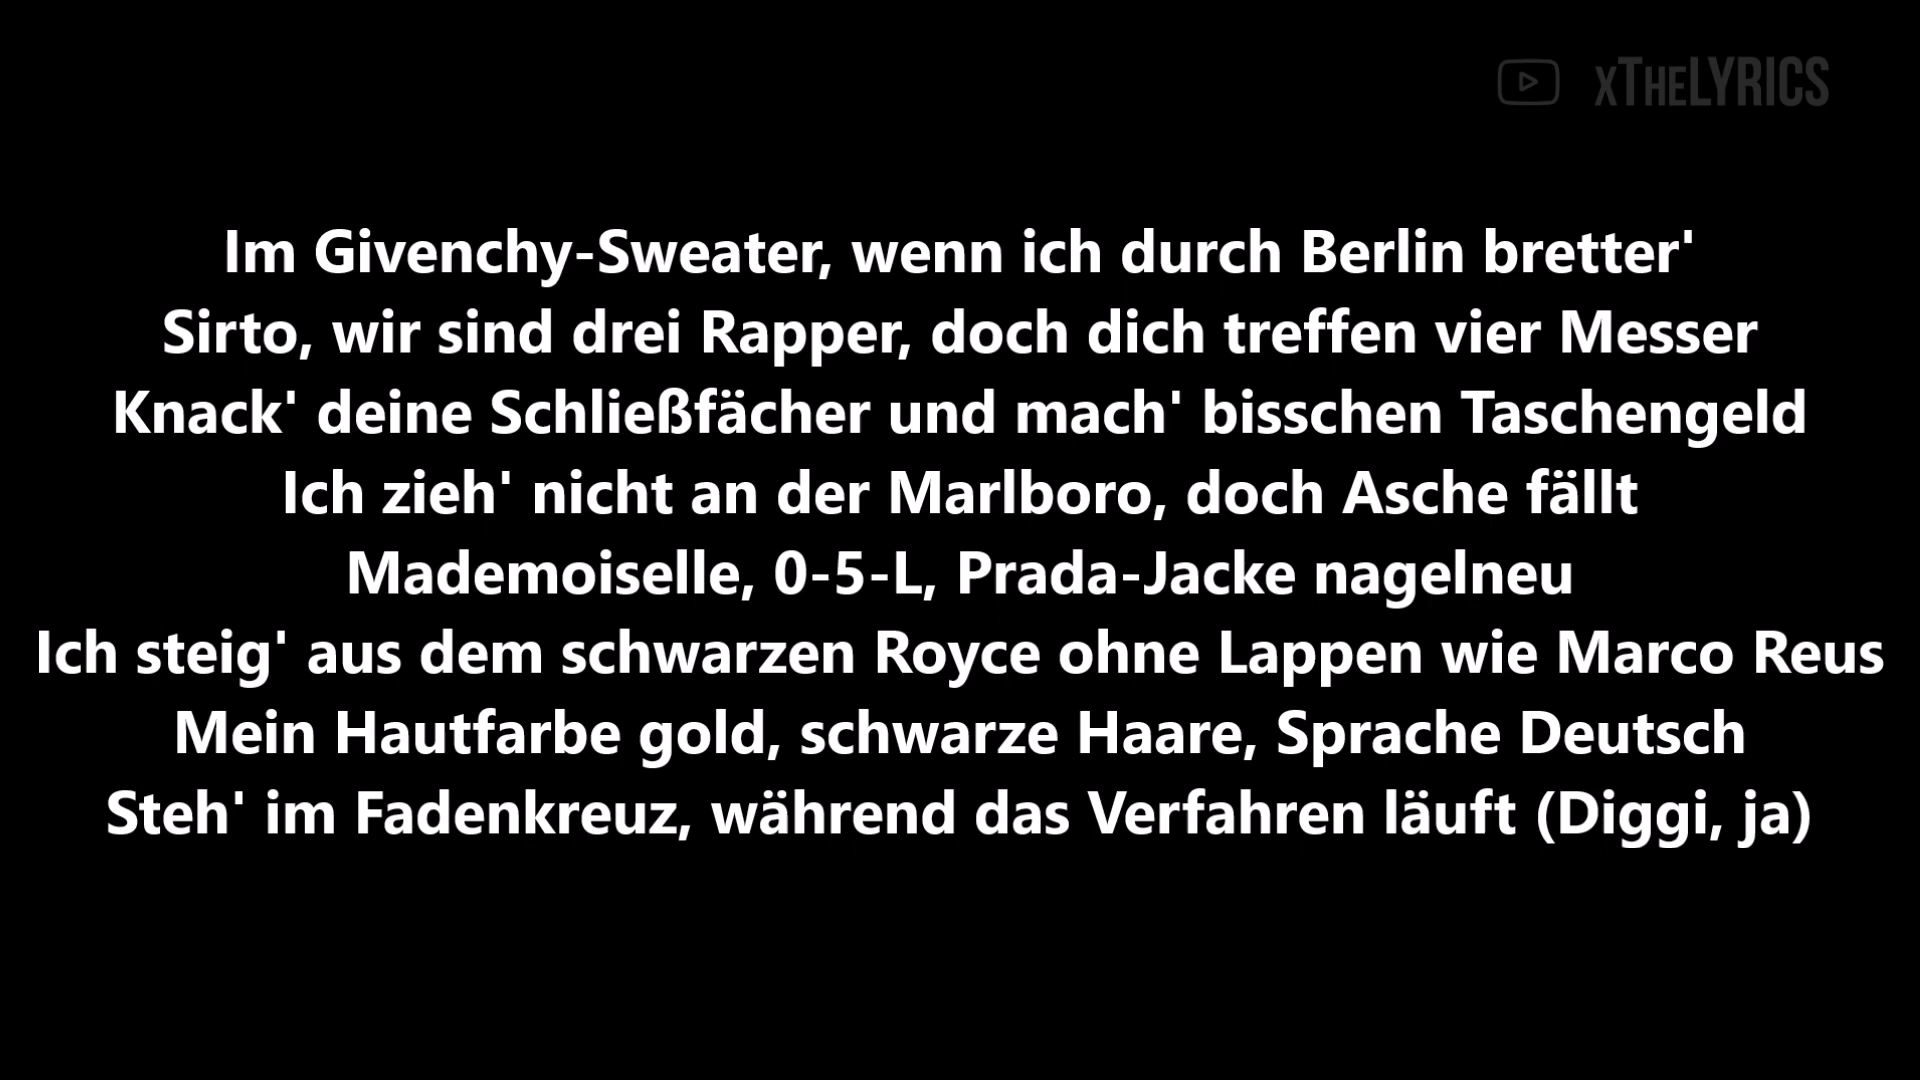 xTheLYRICS
Im Givenchy-Sweater, wenn ich durch Berlin bretter'
Sirto, wir sind drei Rapper, doch dich treffen vier Messer
Knack' deine Schließfächer und mach' bisschen Taschengeld
Ich zieh' nicht an der Marlboro, doch Asche fällt
Mademoiselle, 0-5-L, Prada-Jacke nagelneu
Ich steig' aus dem schwarzen Royce ohne Lappen wie Marco Reus
Mein Hautfarbe gold, schwarze Haare, Sprache Deutsch
Steh' im Fadenkreuz, während das Verfahren läuft (Diggi, ja)